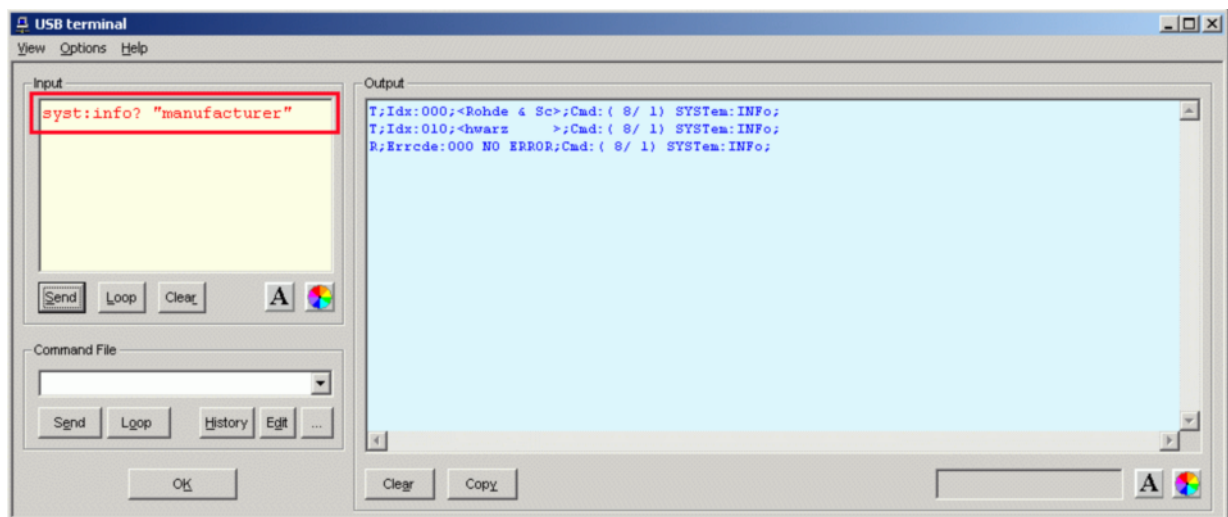 USB terminal
View Options Help
Input
syst:info? "manufacturer"
Send Loop Clear A
Command File
Send Loop History Edit ...
OK
Output
T;Idx:000;<Rohde & Sc>;Cmd:( 8/ 1) SYSTem:INFo;
T;Idx:010;<hwarz     >;Cmd:( 8/ 1) SYSTem:INFo;
R;Errcde:000 NO ERROR;Cmd:( 8/ 1) SYSTem:INFo;
Clear Copy A